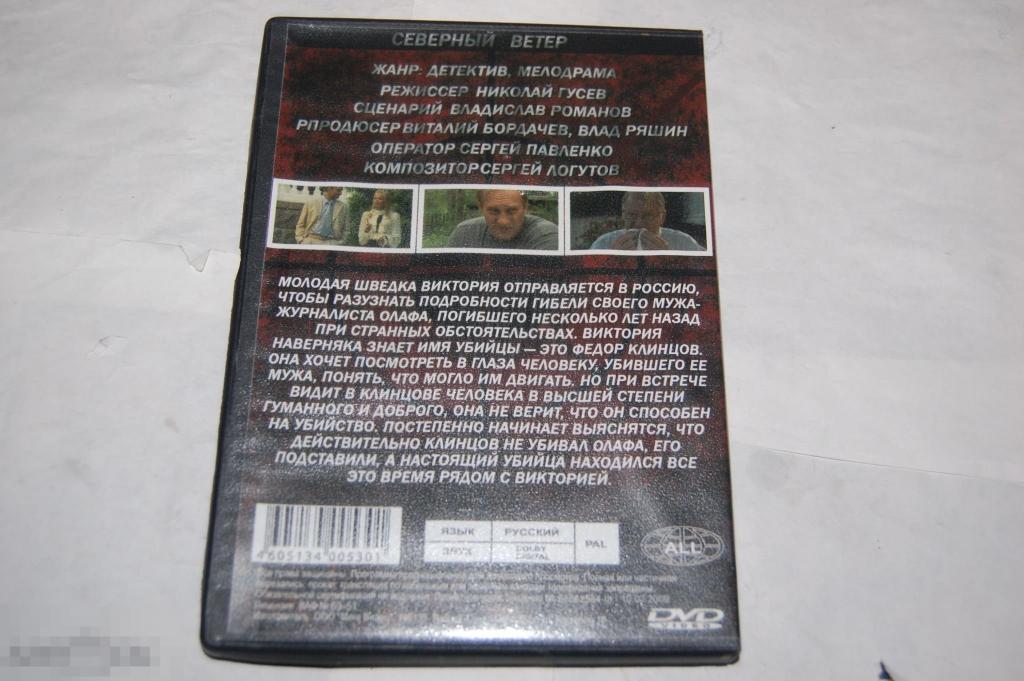 СЕВЕРНЫЙ ВЕТЕР
ЖАНР: ДЕТЕКТИВ, МЕЛОДРАМА
РЕЖИССЕР НИКОЛАЙ ГУСЕВ
СЦЕНАРИЙ ВЛАДИСЛАВ РОМАНОВ
РПРОДЮСЕР ВИТАЛИЙ БОРДАЧЕВ, ВЛАД РЯШИН
ОПЕРАТОР СЕРГЕЙ ПАВЛЕНКО
КОМПОЗИТОР СЕРГЕЙ ЛОГУТОВ
МОЛОДАЯ ШВЕДКА ВИКТОРИЯ ОТПРАВЛЯЕТСЯ В РОССИЮ,
ЧТОБЫ РАЗУЗНАТЬ ПОДРОБНОСТИ ГИБЕЛИ СВОЕГО МУЖА-
ЖУРНАЛИСТА ОЛАФА, ПОГИБШЕГО НЕСКОЛЬКО ЛЕТ НАЗАД
ПРИ СТРАННЫХ ОБСТОЯТЕЛЬСТВАХ. ВИКТОРИЯ
НАВЕРНЯКА ЗНАЕТ ИМЯ УБИЙЦЫ — ЭТО ФЕДОР КЛИНЦОВ.
ОНА ХОЧЕТ ПОСМОТРЕТЬ В ГЛАЗА ЧЕЛОВЕКУ, УБИВШЕГО ЕЕ
МУЖА, ПОНЯТЬ, ЧТО МОГЛО ИМ ДВИГАТЬ. НО ПРИ ВСТРЕЧЕ
ВИДИТ В КЛИНЦОВЕ ЧЕЛОВЕКА В ВЫСШЕЙ СТЕПЕНИ
ГУМАННОГО И ДОБРОГО, ОНА НЕ ВЕРИТ, ЧТО ОН СПОСОБЕН
НА УБИЙСТВО. ПОСТЕПЕННО НАЧИНАЕТ ВЫЯСНЯТСЯ, ЧТО
ДЕЙСТВИТЕЛЬНО КЛИНЦОВ НЕ УБИВАЛ ОЛАФА, ЕГО
ПОДСТАВИЛИ, А НАСТОЯЩИЙ УБИЙЦА НАХОДИЛСЯ ВСЕ
ЭТО ВРЕМЯ РЯДОМ С ВИКТОРИЕЙ.
4605134 005301
ЯЗЫК РУССКИЙ PAL
ЗВУК DOLBY DIGITAL
ALL
DVD
VIDEO